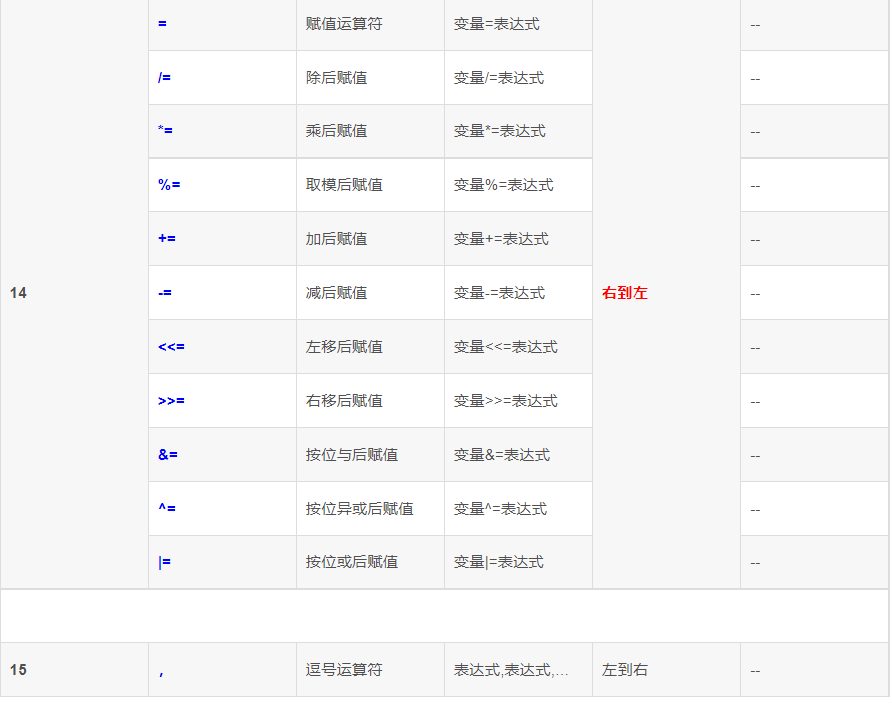 = 赋值运算符 变量=表达式 --
/= 除后赋值 变量/=表达式 --
*= 乘后赋值 变量*=表达式 --
%= 取模后赋值 变量%=表达式 --
+= 加后赋值 变量+=表达式 --
14 -= 减后赋值 变量-=表达式 右到左 --
<<= 左移后赋值 变量<<=表达式 --
>>= 右移后赋值 变量>>=表达式 --
&= 按位与后赋值 变量&=表达式 --
^= 按位异或后赋值 变量^=表达式 --
|= 按位或后赋值 变量|=表达式 --
15 , 逗号运算符 表达式,表达式,… 左到右 --